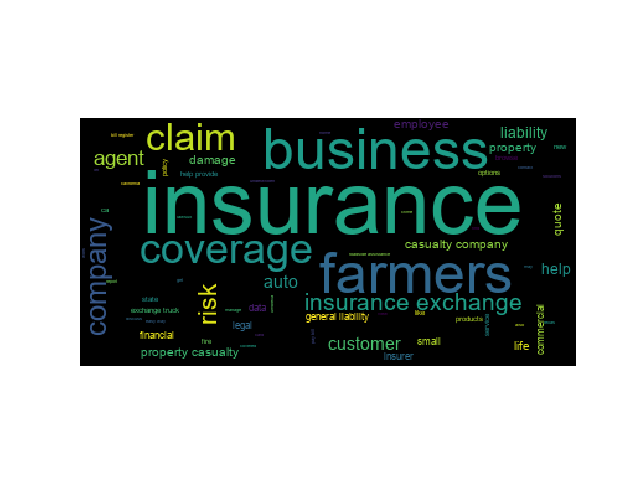 employee
claim
business
liability
property
agent
damage
policy
help provide
options
insurance
quote
company
coverage
casualty company
farmers
help
auto
risk
insurance exchange
state
exchange truck
data
general liability
legal
products
service
commercial
financial
customer
small
life
property casualty
insurer